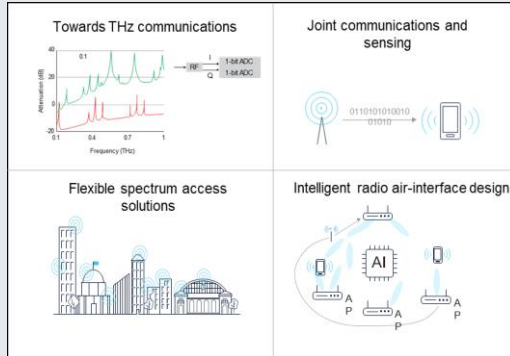 Towards THz communications
40
20
0
-20
Attenuation (dB)
0.1
0.1
0.4
0.7
1
Frequency (THz)
RF
I
Q
1-bit ADC
1-bit ADC
Joint communications and
sensing
0110101010010
01010
Flexible spectrum access
solutions
Intelligent radio air-interface design
AI
A
P
A
P
A
P